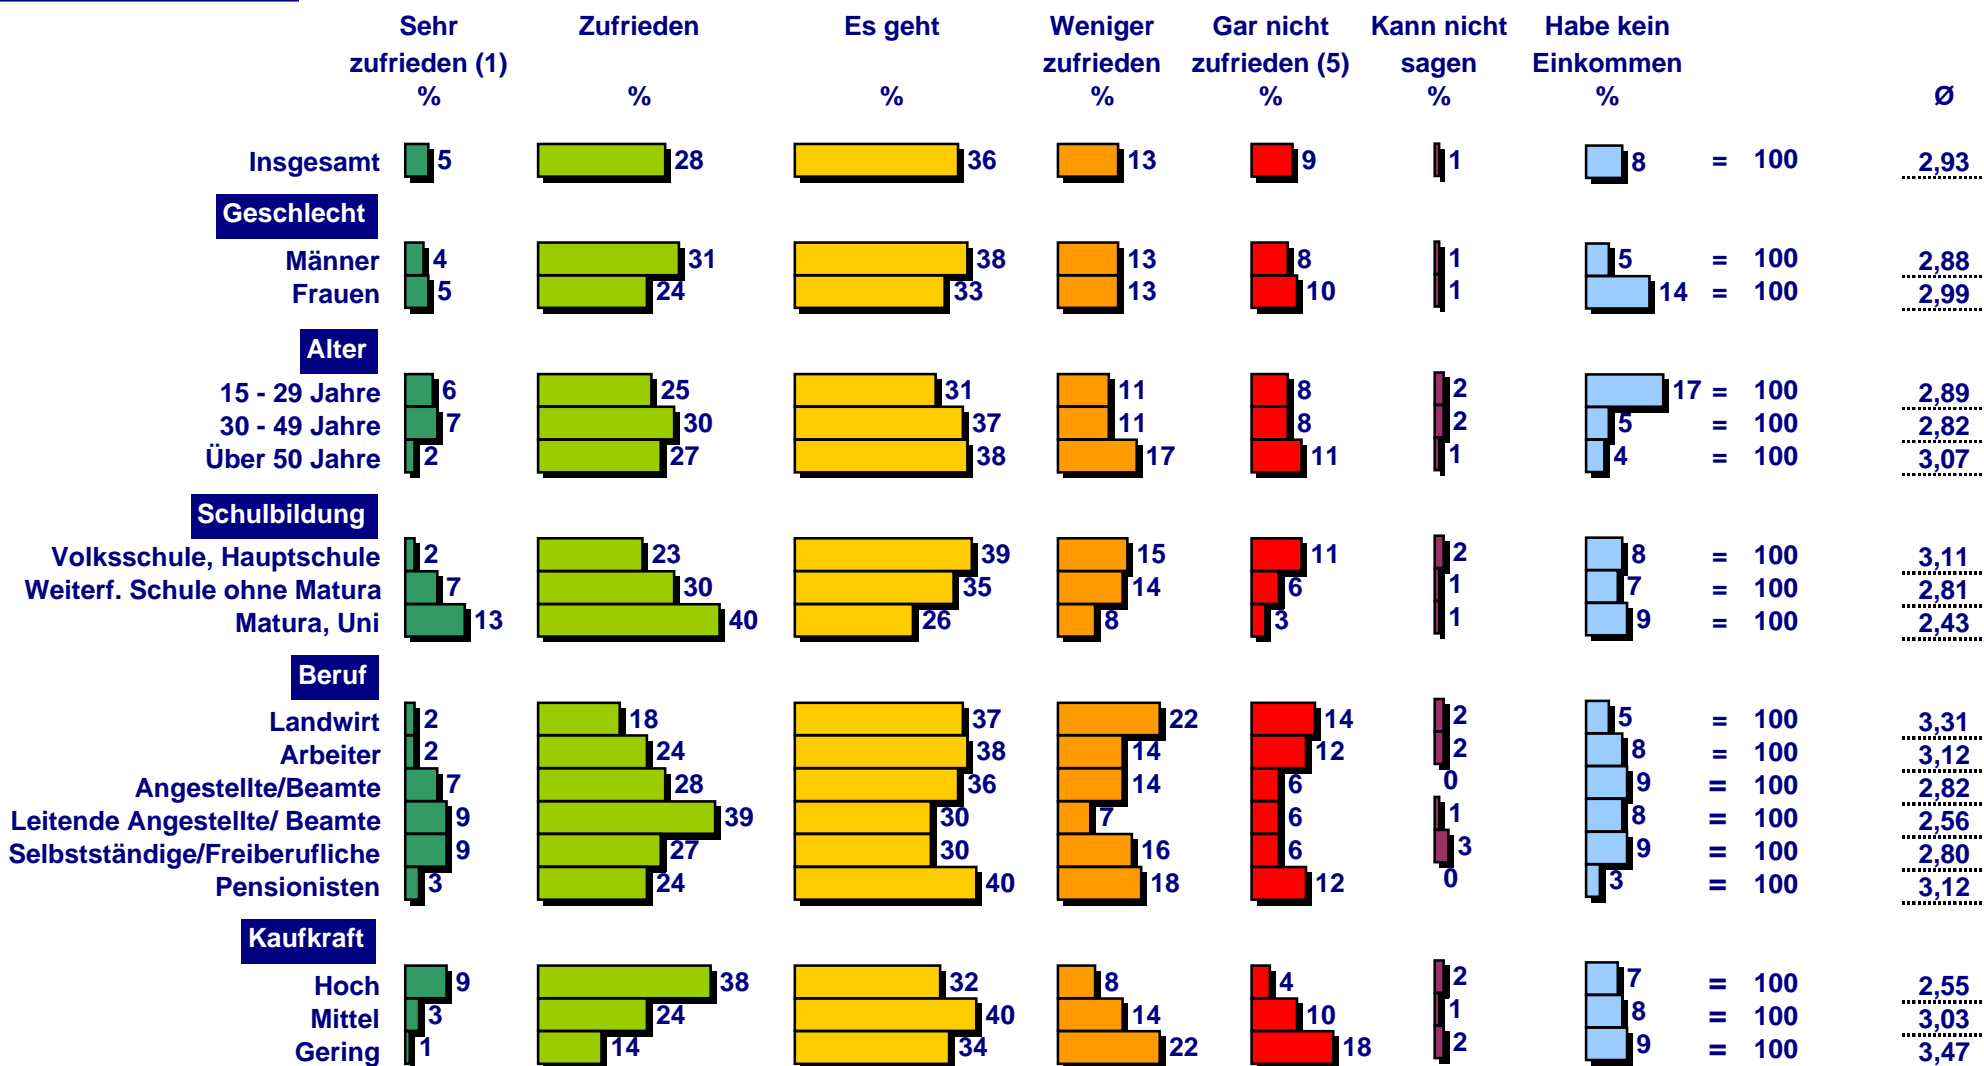 Sehr Zufrieden Es geht Weniger Gar nicht Kann nicht Habe kein
zufrieden (1) zufrieden zufrieden (5) sagen Einkommen
% % % % % % % Ø
Insgesamt 5 28 36 13 9 1 8 = 100 2,93
Geschlecht
Männer 4 31 38 13 8 1 5 = 100 2,88
Frauen 5 24 33 13 10 1 14 = 100 2,99
Alter
15 - 29 Jahre 6 25 31 11 8 2 17 = 100 2,89
30 - 49 Jahre 7 30 37 11 8 2 5 = 100 2,82
Über 50 Jahre 2 27 38 17 11 1 4 = 100 3,07
Schulbildung
Volksschule, Hauptschule 2 23 39 15 11 2 8 = 100 3,11
Weiterf. Schule ohne Matura 7 30 35 14 6 1 7 = 100 2,81
Matura, Uni 13 40 26 8 3 1 9 = 100 2,43
Beruf
Landwirt 2 18 37 22 14 2 5 = 100 3,31
Arbeiter 2 24 38 14 12 2 8 = 100 3,12
Angestellte/Beamte 7 28 36 14 6 0 9 = 100 2,82
Leitende Angestellte/ Beamte 9 39 30 7 6 1 8 = 100 2,56
Selbstständige/Freiberufliche 9 27 30 16 6 3 9 = 100 2,80
Pensionisten 3 24 40 18 12 0 3 = 100 3,12
Kaufkraft
Hoch 9 38 32 8 4 2 7 = 100 2,55
Mittel 3 24 40 14 10 1 8 = 100 3,03
Gering 1 14 34 22 18 2 9 = 100 3,47